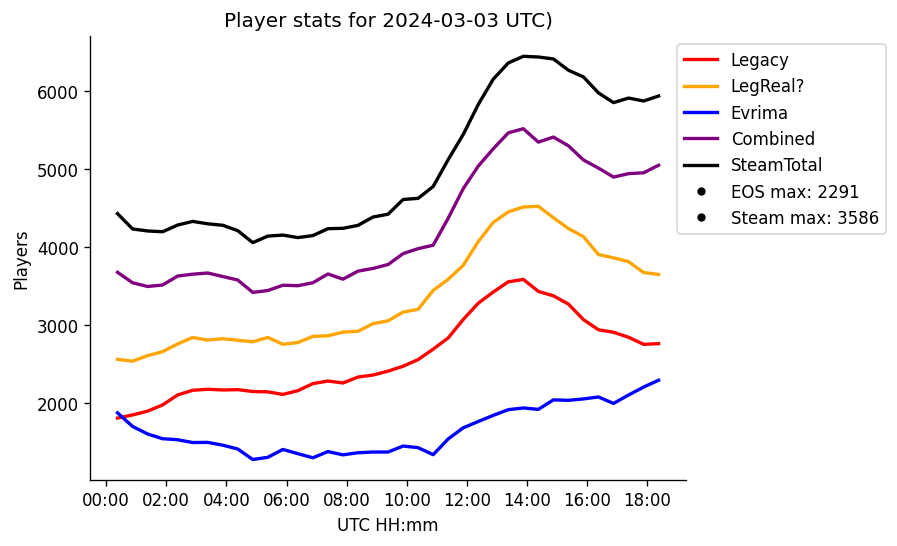 Player stats for 2024-03-03 UTC)
Players
6000
5000
4000
3000
2000
00:00 02:00 04:00 06:00 08:00 10:00 12:00 14:00 16:00 18:00
UTC HH:mm
Legacy
LegReal?
Evrima
Combined
SteamTotal
EOS max: 2291
Steam max: 3586